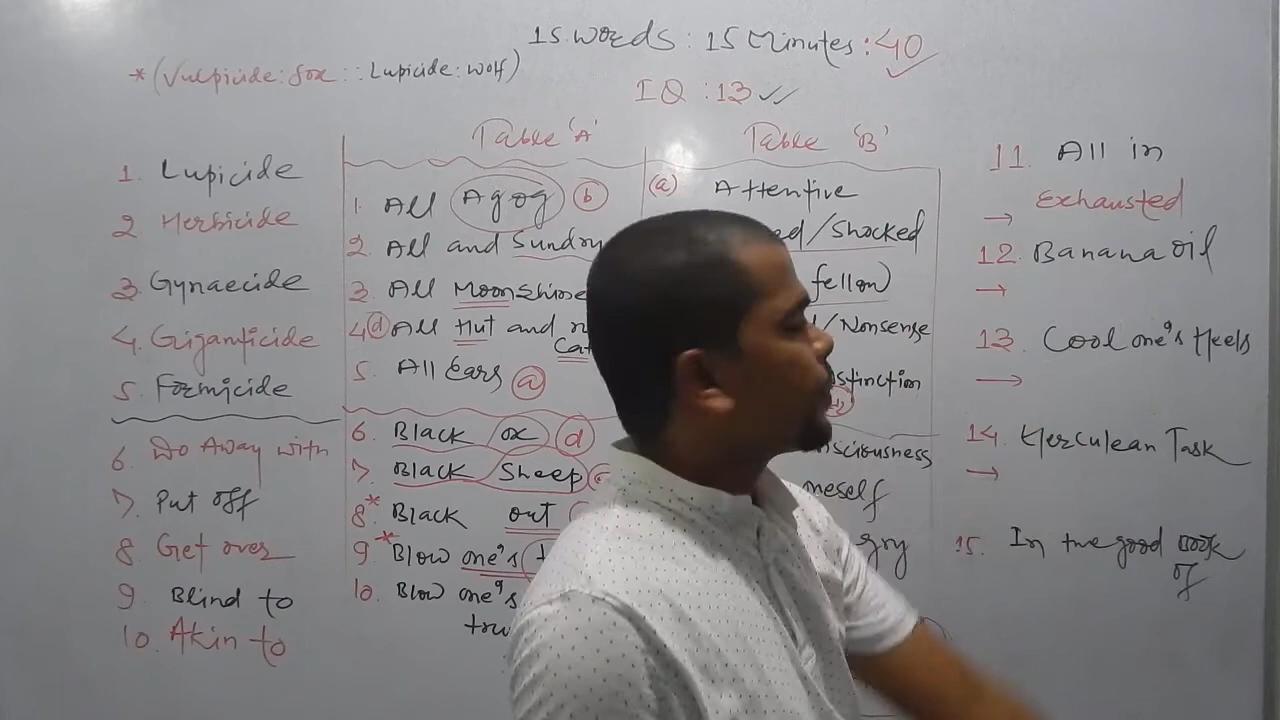 15 words : 15 Minutes : 40
*(Vulpicide : fox :: Lupicide : wolf)
IQ : 13
Table 'A'
Table 'B'
1. Lupicide
2 Herbicide
3. Gynaecide
4. Giganticide
5. Formicide
6. Do Away with
7. Put off
8 Get over
9. Blind to
10. Akin to
1. All Agog (b)
2. All and Sundry
3. All Moonshine
4(d) All Hut and
Cat
5. All Ears (a)
6. Black ox (d)
7. Black Sheep
8* Black out
9.* Blow one's
10. Blow one's
(a) Attentive
/Shocked
fellow)
/Nonsense
oneself
11. All in
→ Exhausted
12. Banana oil
→
13. Cool one's Heels
→
14. Herculean Task
→
15. In the good book
of